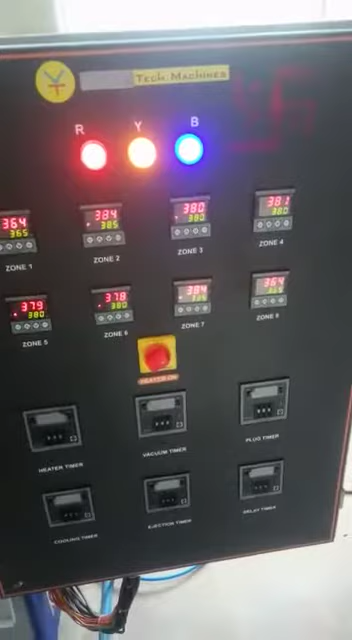 Tech Machines
R Y B
364 384 380 381
365 385 380 380
ZONE 1 ZONE 2 ZONE 3 ZONE 4
379 378 384 364
380 380
ZONE 5 ZONE 6 ZONE 7 ZONE 8
HEATER ON
HEATER TIMER VACUUM TIMER PLUG TIMER
COOLING TIMER EJECTION TIMER DELAY TIMER